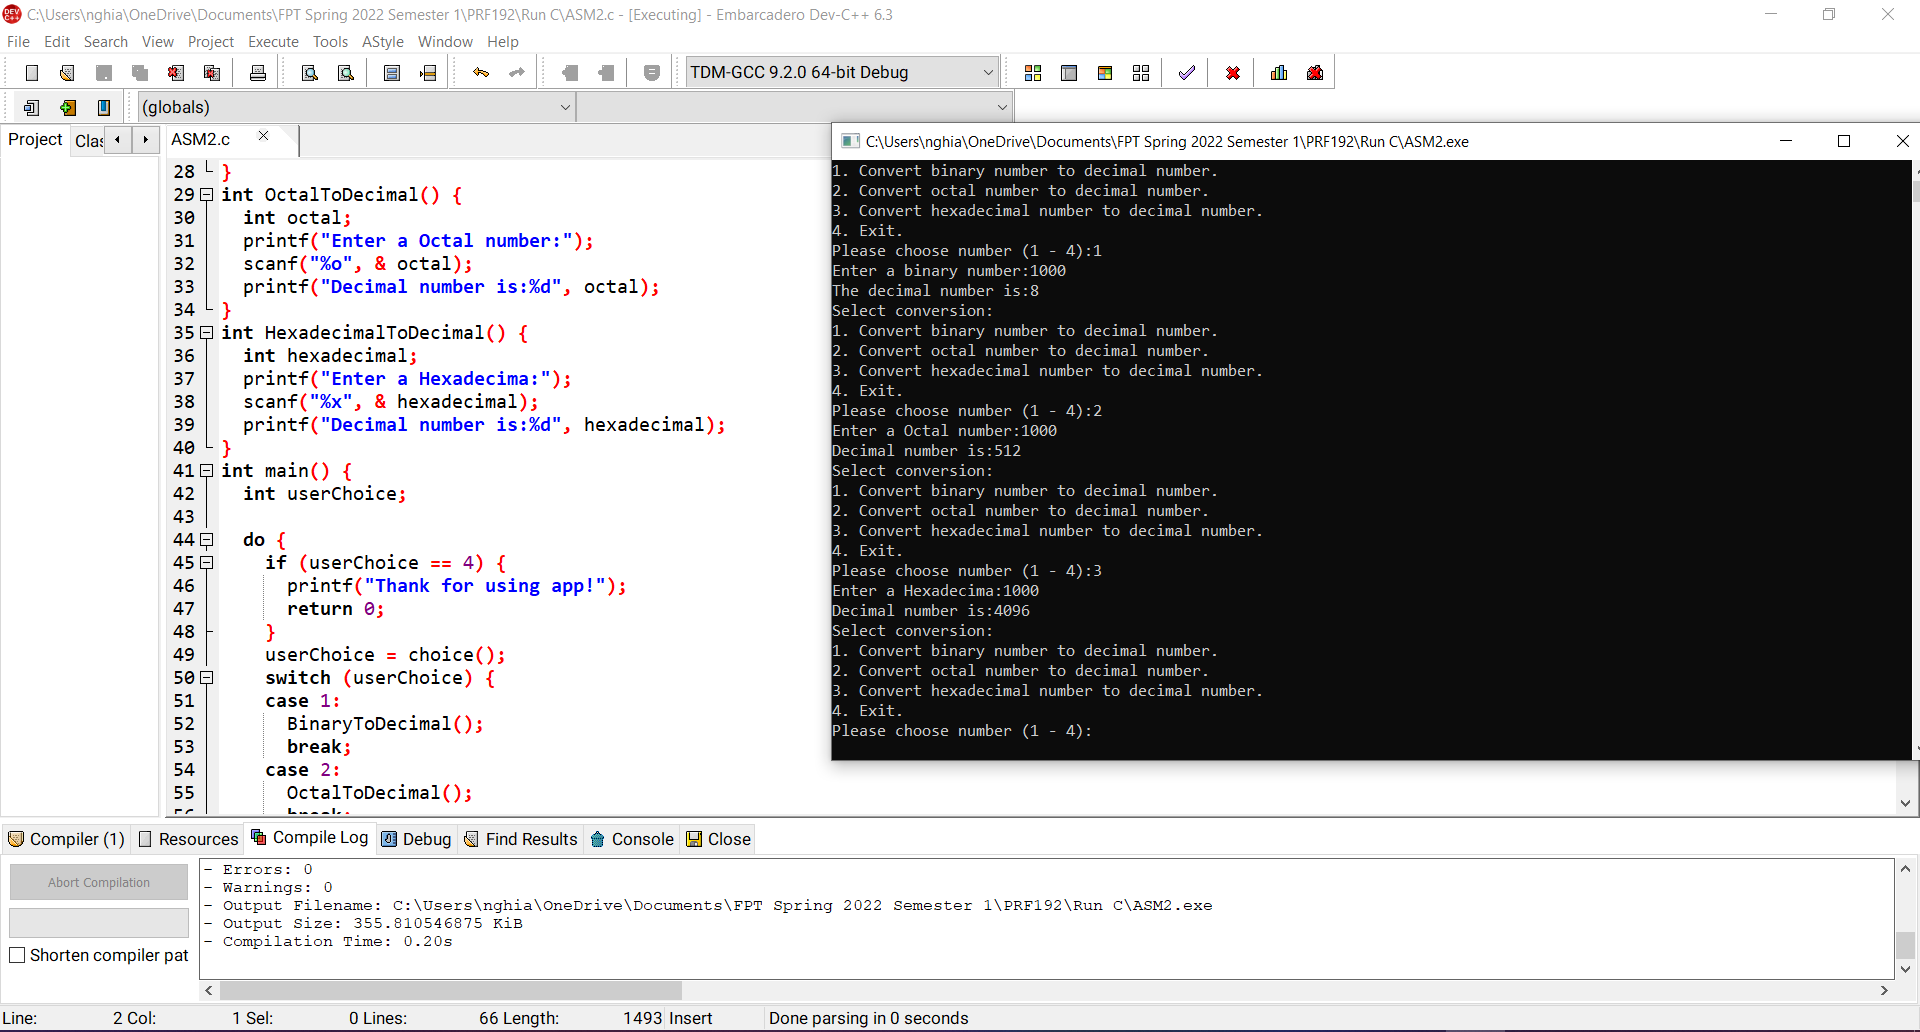 C:\Users\nghia\OneDrive\Documents\FPT Spring 2022 Semester 1\PRF192\Run C\ASM2.c - [Executing] - Embarcadero Dev-C++ 6.3
File Edit Search View Project Execute Tools AStyle Window Help
TDM-GCC 9.2.0 64-bit Debug
(globals)
Project Clas ASM2.c
28 }
29 int OctalToDecimal() {
30 int octal;
31 printf("Enter a Octal number:");
32 scanf("%o", & octal);
33 printf("Decimal number is:%d", octal);
34 }
35 int HexadecimalToDecimal() {
36 int hexadecimal;
37 printf("Enter a Hexadecima:");
38 scanf("%x", & hexadecimal);
39 printf("Decimal number is:%d", hexadecimal);
40 }
41 int main() {
42 int userChoice;
43
44 do {
45 if (userChoice == 4) {
46 printf("Thank for using app!");
47 return 0;
48 }
49 userChoice = choice();
50 switch (userChoice) {
51 case 1:
52 BinaryToDecimal();
53 break;
54 case 2:
55 OctalToDecimal();
C:\Users\nghia\OneDrive\Documents\FPT Spring 2022 Semester 1\PRF192\Run C\ASM2.exe
1. Convert binary number to decimal number.
2. Convert octal number to decimal number.
3. Convert hexadecimal number to decimal number.
4. Exit.
Please choose number (1 - 4):1
Enter a binary number:1000
The decimal number is:8
Select conversion:
1. Convert binary number to decimal number.
2. Convert octal number to decimal number.
3. Convert hexadecimal number to decimal number.
4. Exit.
Please choose number (1 - 4):2
Enter a Octal number:1000
Decimal number is:512
Select conversion:
1. Convert binary number to decimal number.
2. Convert octal number to decimal number.
3. Convert hexadecimal number to decimal number.
4. Exit.
Please choose number (1 - 4):3
Enter a Hexadecima:1000
Decimal number is:4096
Select conversion:
1. Convert binary number to decimal number.
2. Convert octal number to decimal number.
3. Convert hexadecimal number to decimal number.
4. Exit.
Please choose number (1 - 4):
Compiler (1) Resources Compile Log Debug Find Results Console Close
Abort Compilation
Shorten compiler pat
- Errors: 0
- Warnings: 0
- Output Filename: C:\Users\nghia\OneDrive\Documents\FPT Spring 2022 Semester 1\PRF192\Run C\ASM2.exe
- Output Size: 355.810546875 KiB
- Compilation Time: 0.20s
Line: 2 Col: 1 Sel: 0 Lines: 66 Length: 1493 Insert Done parsing in 0 seconds